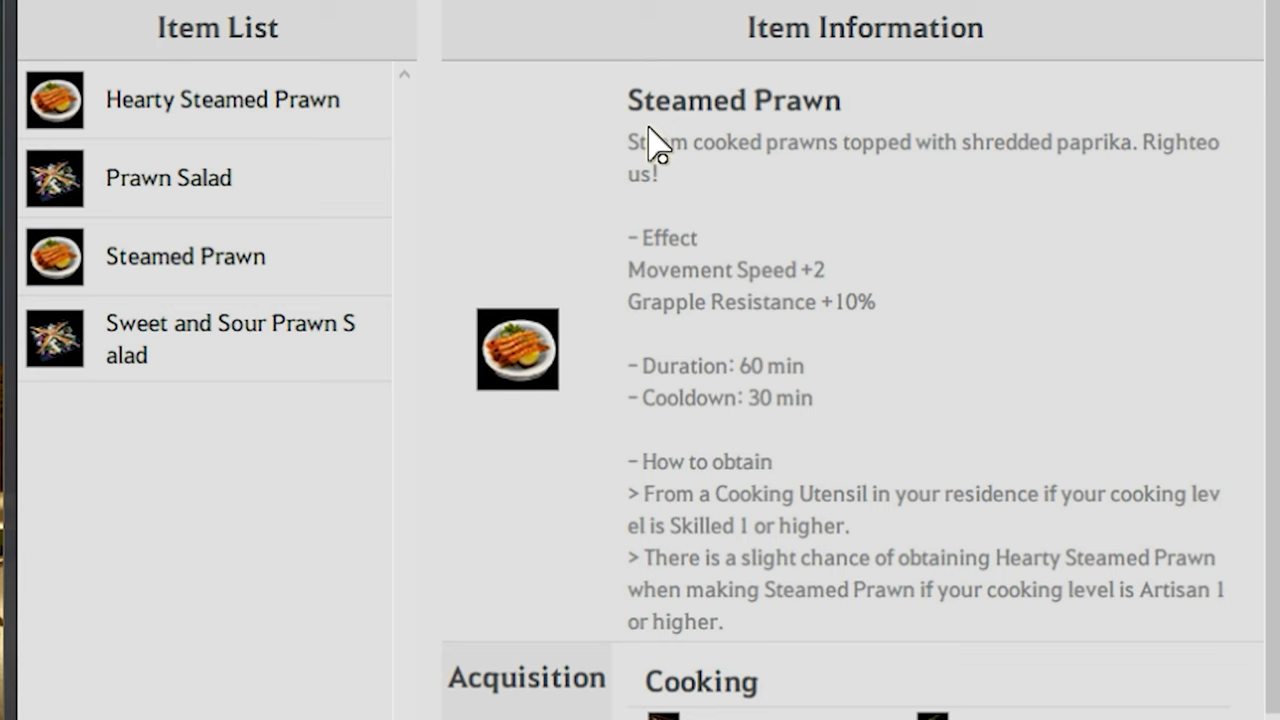 Item List
Hearty Steamed Prawn
Prawn Salad
Steamed Prawn
Sweet and Sour Prawn S
alad
Item Information
Steamed Prawn
cooked prawns topped with shredded paprika. Righteo
us!
- Effect
Movement Speed +2
Grapple Resistance +10%
- Duration: 60 min
- Cooldown: 30 min
- How to obtain
> From a Cooking Utensil in your residence if your cooking lev
el is Skilled 1 or higher.
> There is a slight chance of obtaining Hearty Steamed Prawn
when making Steamed Prawn if your cooking level is Artisan 1
or higher.
Acquisition
Cooking